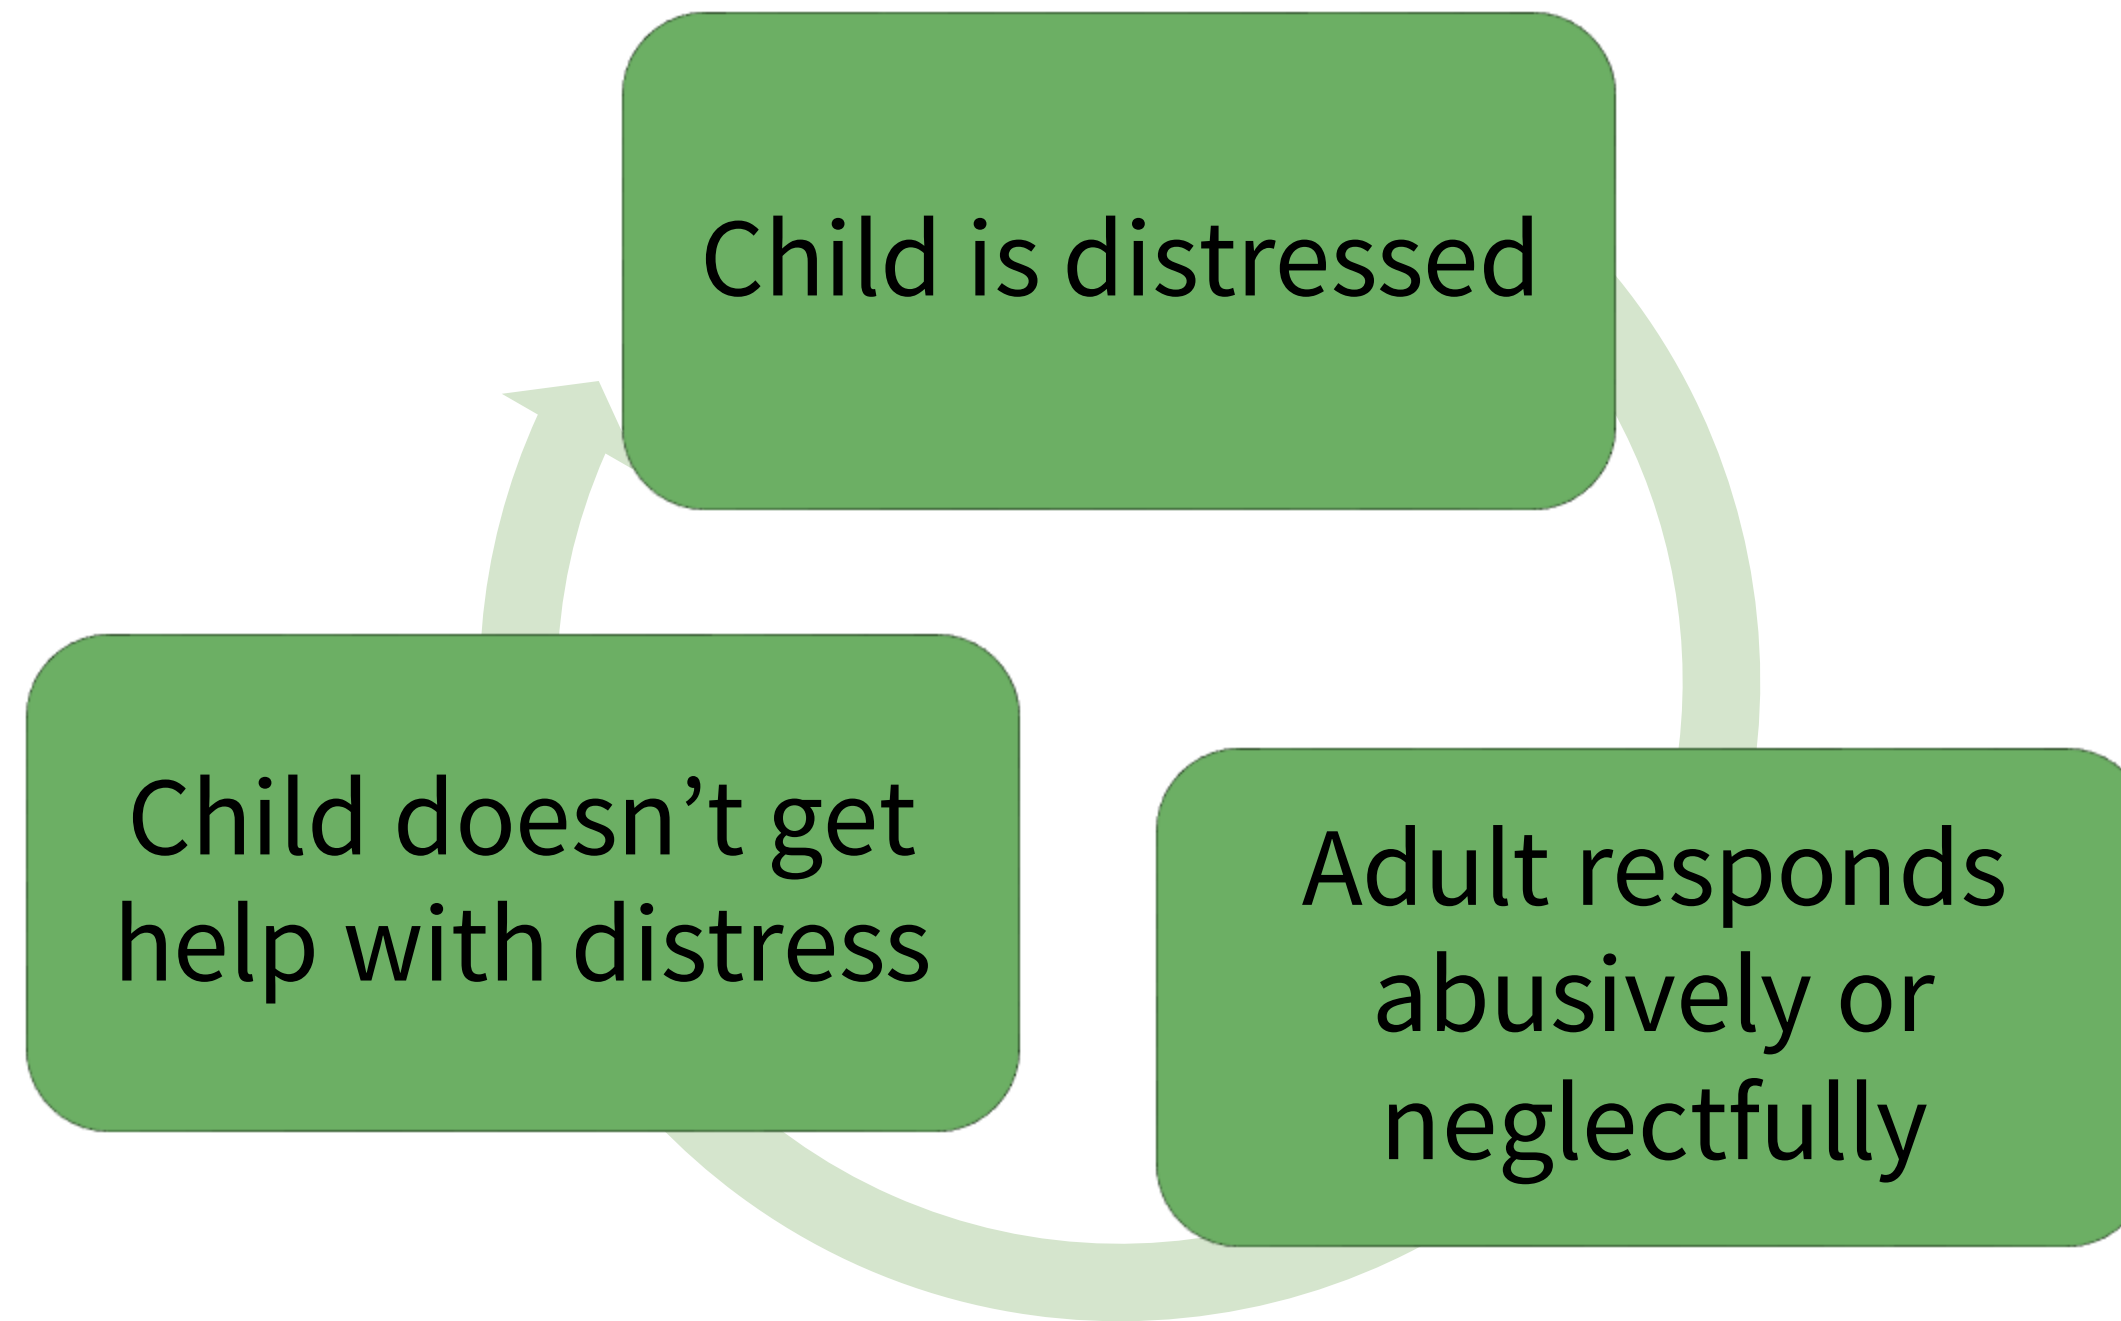 Child is distressed
Child doesn’t get
help with distress
Adult responds
abusively or
neglectfully